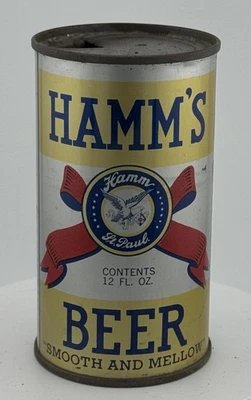 HAMM'S
Hamm
St. Paul.
CONTENTS
12 FL. OZ.
BEER
"SMOOTH AND MELLOW"